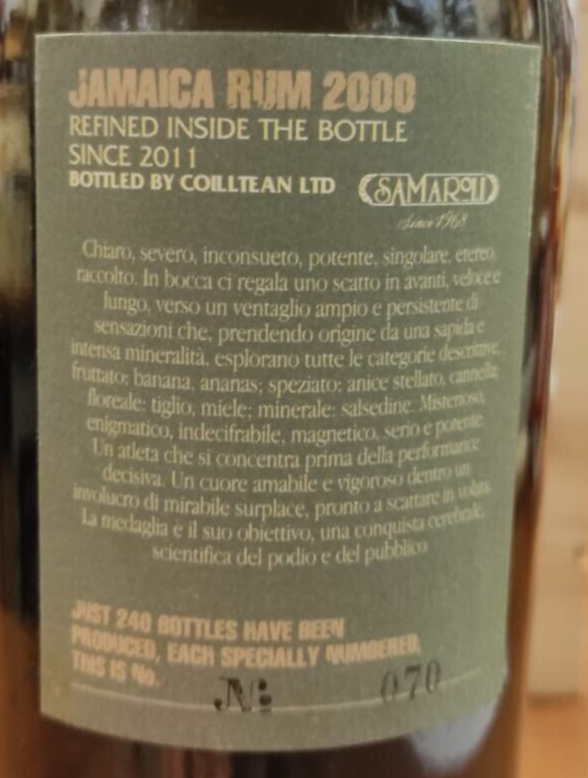 JAMAICA RUM 2000
REFINED INSIDE THE BOTTLE
SINCE 2011
BOTTLED BY COILLTEAN LTD
SAMAROLI
Since 1968
Chiaro, severo, inconsueto, potente, singolare, etereo,
raccolto. In bocca ci regala uno scatto in avanti, veloce e
lungo, verso un ventaglio ampio e persistente di
sensazioni che, prendendo origine da una sapida e
intensa mineralità, esplorano tutte le categorie descrittive:
fruttato: banana, ananas; speziato: anice stellato, cannella;
floreale: tiglio, miele; minerale: salsedine. Misterioso,
enigmatico, indecifrabile, magnetico, serio e potente.
Un atleta che si concentra prima della performance
decisiva. Un cuore amabile e vigoroso dentro un
involucro di mirabile surplace, pronto a scattare in volata.
La medaglia è il suo obiettivo, una conquista cerebrale,
scientifica del podio e del pubblico
JUST 240 BOTTLES HAVE BEEN
PRODUCED, EACH SPECIALLY NUMBERED,
THIS IS No.
№ 070